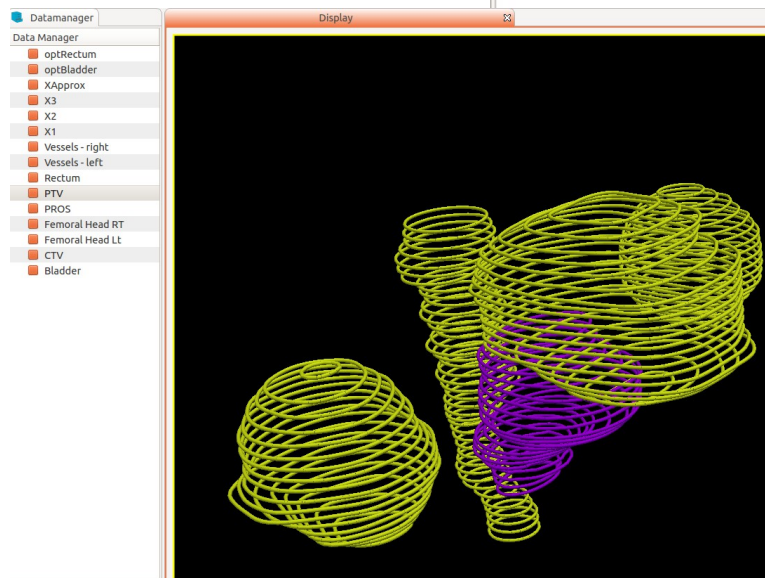 Datamanager
Display
Data Manager
optRectum
optBladder
XApprox
X3
X2
X1
Vessels - right
Vessels - left
Rectum
PTV
PROS
Femoral Head RT
Femoral Head Lt
CTV
Bladder